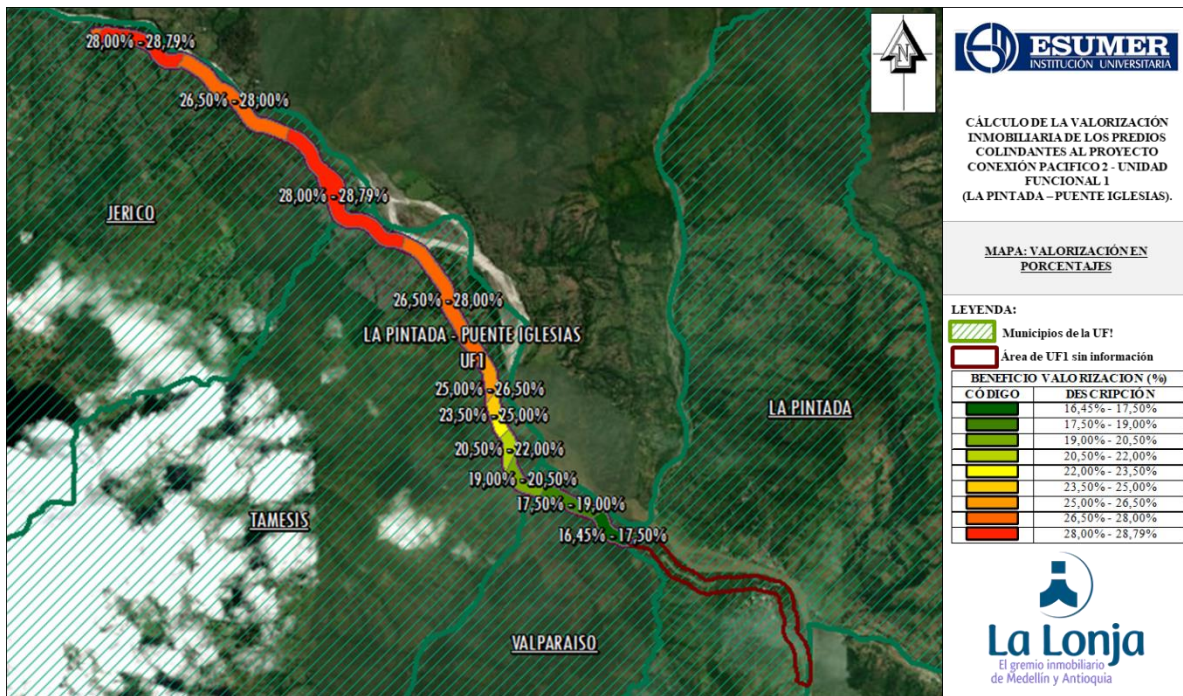 28,00% - 28,79%
26,50% - 28,00%
28,00% - 28,79%
JERICO
26,50% - 28,00%
LA PINTADA - PUENTE IGLESIAS
UF1
25,00% - 26,50%
23,50% - 25,00%
LA PINTADA
20,50% - 22,00%
19,00% - 20,50%
17,50% - 19,00%
TAMESIS
16,45% - 17,50%
VALPARAISO
N
ESUMER
INSTITUCIÓN UNIVERSITARIA
CÁLCULO DE LA VALORIZACIÓN
INMOBILIARIA DE LOS PREDIOS
COLINDANTES AL PROYECTO
CONEXIÓN PACIFICO 2 - UNIDAD
FUNCIONAL 1
(LA PINTADA – PUENTE IGLESIAS).
MAPA: VALORIZACIÓN EN
PORCENTAJES
LEYENDA:
Municipios de la UF!
Área de UF1 sin información
BENEFICIO VALORIZACION (%)
CÓDIGO DESCRIPCIÓN
16,45% - 17,50%
17,50% - 19,00%
19,00% - 20,50%
20,50% - 22,00%
22,00% - 23,50%
23,50% - 25,00%
25,00% - 26,50%
26,50% - 28,00%
28,00% - 28,79%
La Lonja
El gremio inmobiliario
de Medellín y Antioquia